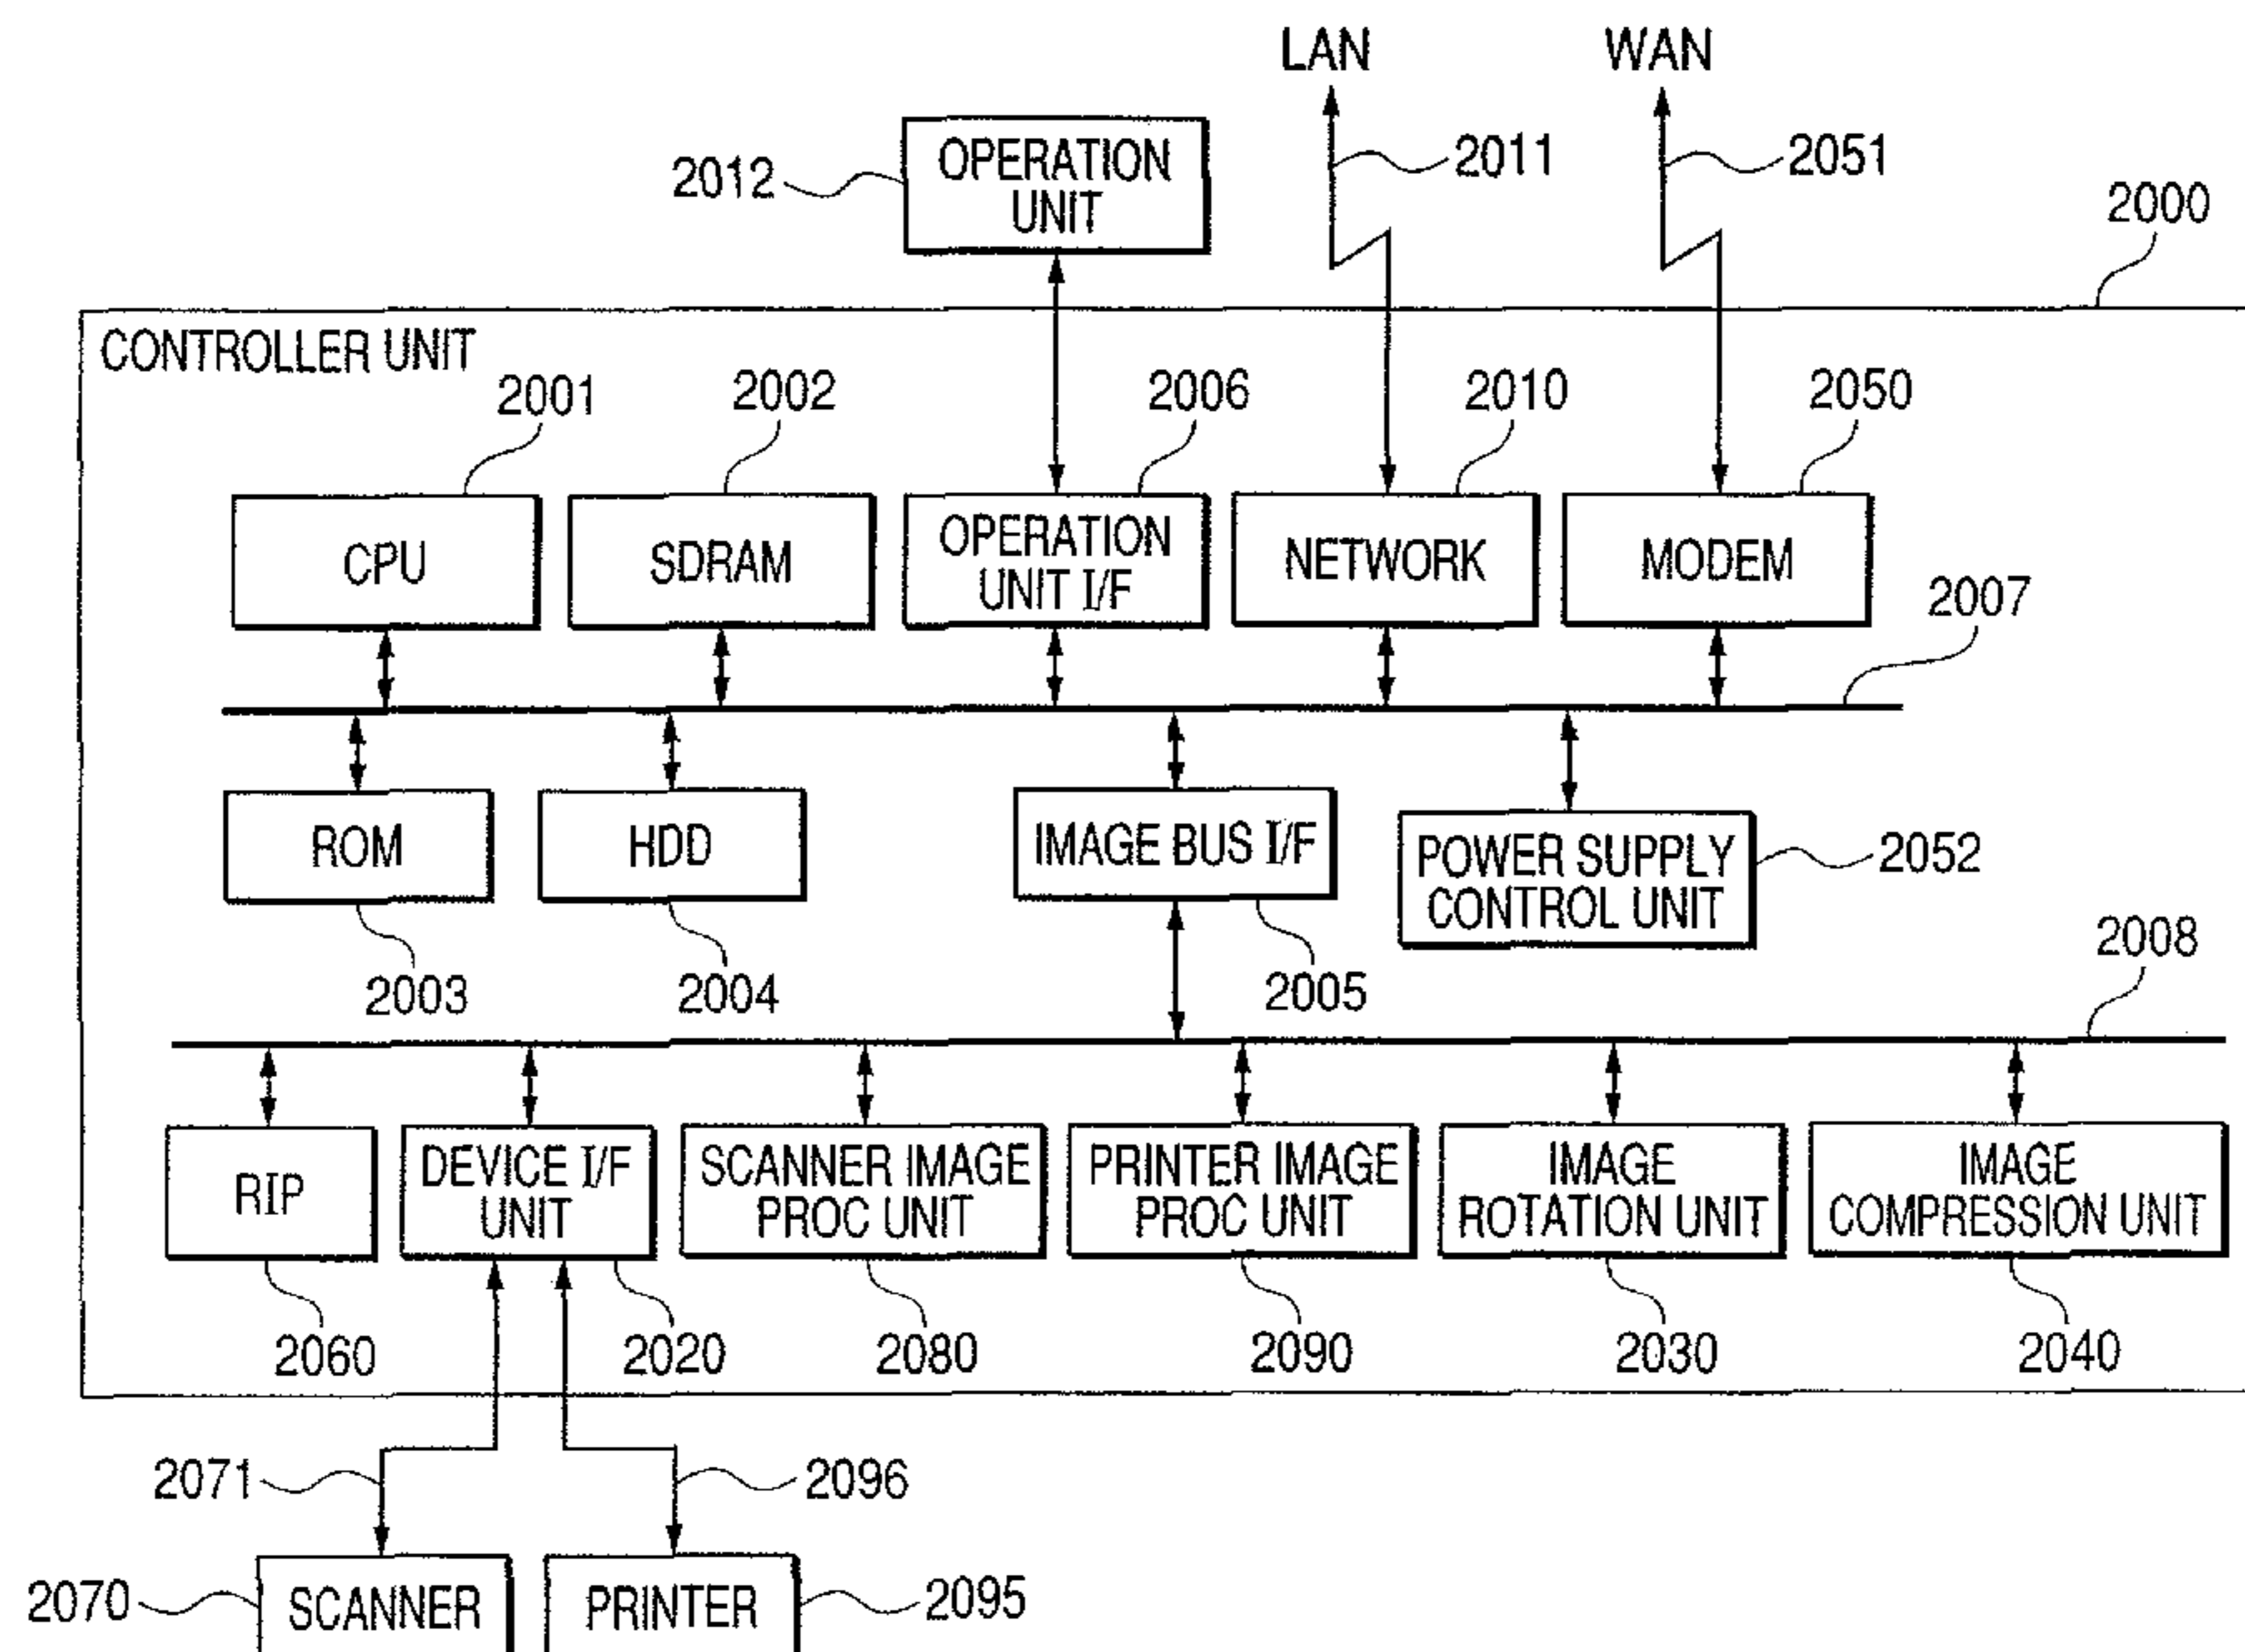 LAN
WAN
2011
2051
2012
OPERATION
UNIT
2000
CONTROLLER UNIT
2001
2002
2006
2010
2050
CPU
SDRAM
OPERATION
UNIT I/F
NETWORK
MODEM
2007
ROM
HDD
IMAGE BUS I/F
POWER SUPPLY
CONTROL UNIT
2052
2003
2004
2005
2008
RIP
DEVICE I/F
UNIT
SCANNER IMAGE
PROC UNIT
PRINTER IMAGE
PROC UNIT
IMAGE
ROTATION UNIT
IMAGE
COMPRESSION UNIT
2060
2020
2080
2090
2030
2040
2071
2096
2070
SCANNER
PRINTER
2095